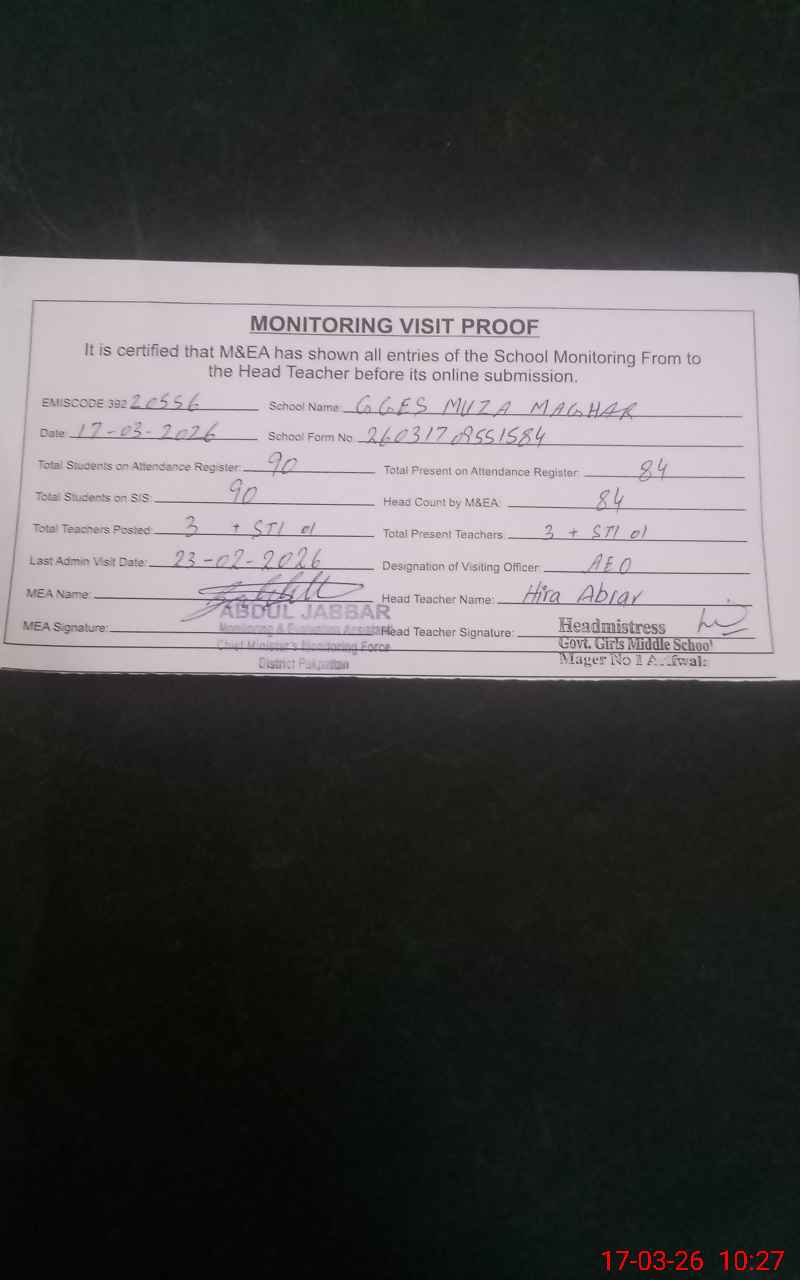 MONITORING VISIT PROOF
It is certified that M&EA has shown all entries of the School Monitoring From to
the Head Teacher before its online submission.
EMISCODE 392 20556 School Name: GGES MUZA MAGHAR
Date: 17-03-2026 School Form No. 26031709551584
Total Students on Attendance Register: 90 Total Present on Attendance Register: 84
Total Students on SIS: 90 Head Count by M&EA: 84
Total Teachers Posted: 3 + STI 01 Total Present Teachers: 3 + STI 01
Last Admin Visit Date: 23-02-2026 Designation of Visiting Officer: AEO
MEA Name: Head Teacher Name: Hira Abrar
ABDUL JABBAR
MEA Signature: Monitoring & Evaluation Assistant Head Teacher Signature: Headmistress
Chief Minister's Monitoring Force Govt. Girls Middle School
District Pakpattan Mager No
17-03-26 10:27